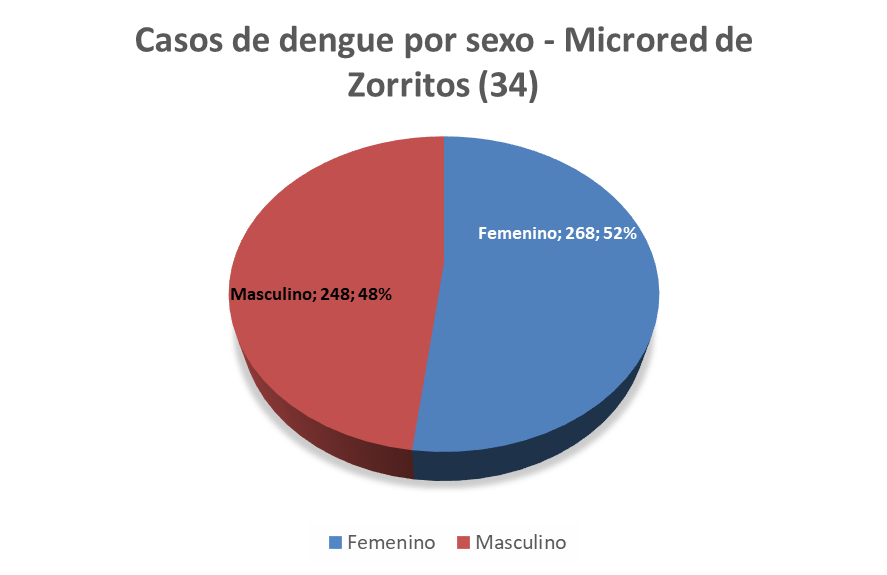 Casos de dengue por sexo - Microred de
Zorritos (34)
Femenino; 268; 52%
Masculino; 248; 48%
Femenino
Masculino